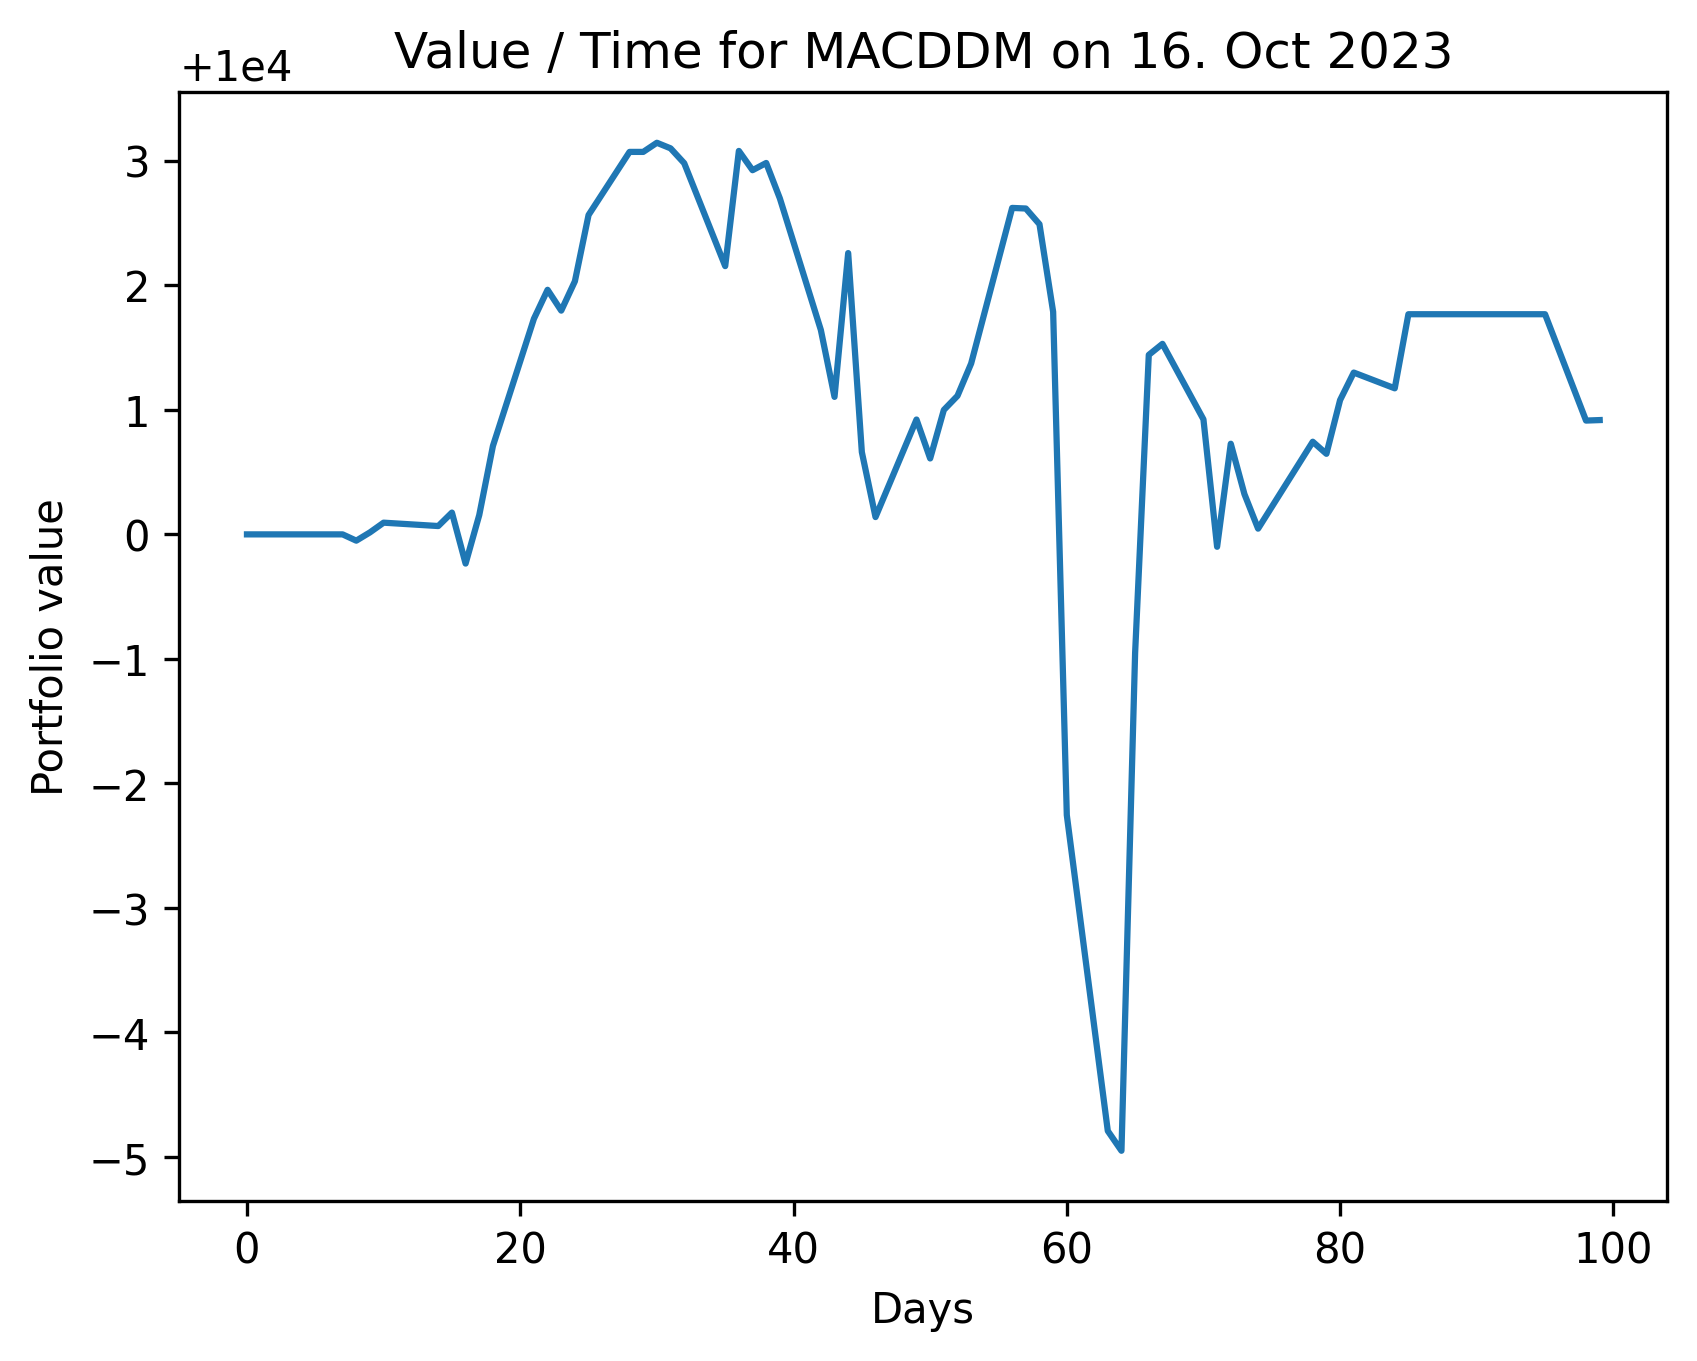 Value / Time for MACDDM on 16. Oct 2023
+1e4
3
2
1
0
−1
−2
−3
−4
−5
Portfolio value
0 20 40 60 80 100
Days